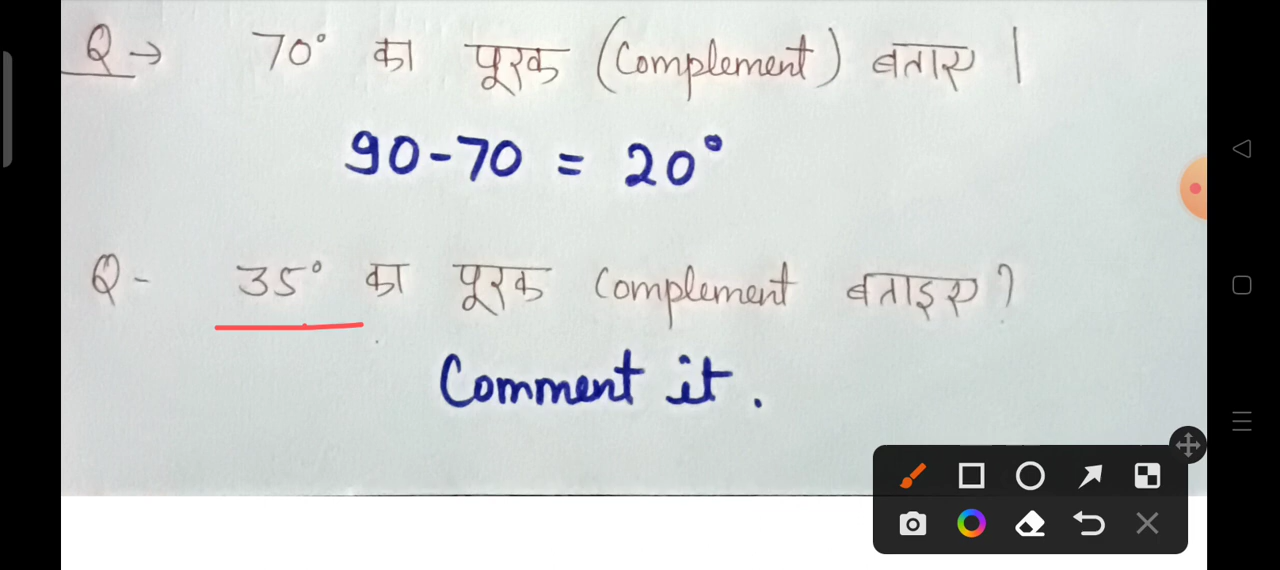 Q → 70° का पूरक (Complement) बताए |
90-70 = 20°
Q - 35° का पूरक Complement बताइए ?
Comment it .